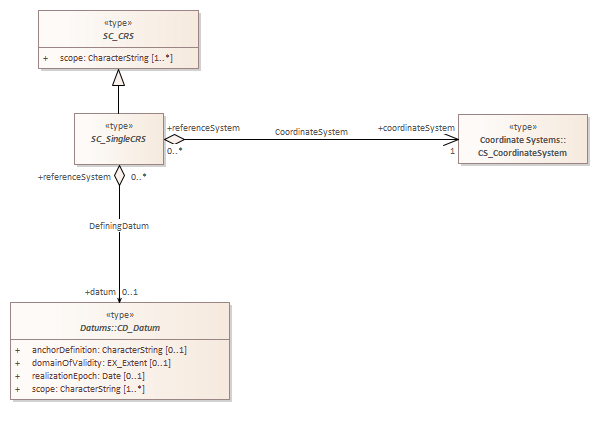 «type»
SC_CRS
+ scope: CharacterString [1..*]
«type»
SC_SingleCRS
+referenceSystem
0..*
CoordinateSystem
+coordinateSystem
1
«type»
Coordinate Systems::
CS_CoordinateSystem
+referenceSystem 0..*
DefiningDatum
+datum 0..1
«type»
Datums::CD_Datum
+ anchorDefinition: CharacterString [0..1]
+ domainOfValidity: EX_Extent [0..1]
+ realizationEpoch: Date [0..1]
+ scope: CharacterString [1..*]